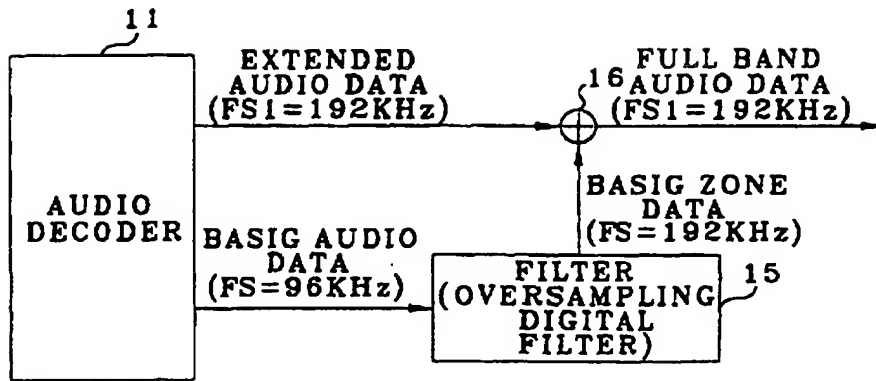 11
EXTENDED
AUDIO DATA
(FS1=192KHz)
16
FULL BAND
AUDIO DATA
(FS1=192KHz)
AUDIO
DECODER
BASIG AUDIO
DATA
(FS=96KHz)
BASIG ZONE
DATA
(FS=192KHz)
FILTER
(OVERSAMPLING
DIGITAL
FILTER)
15